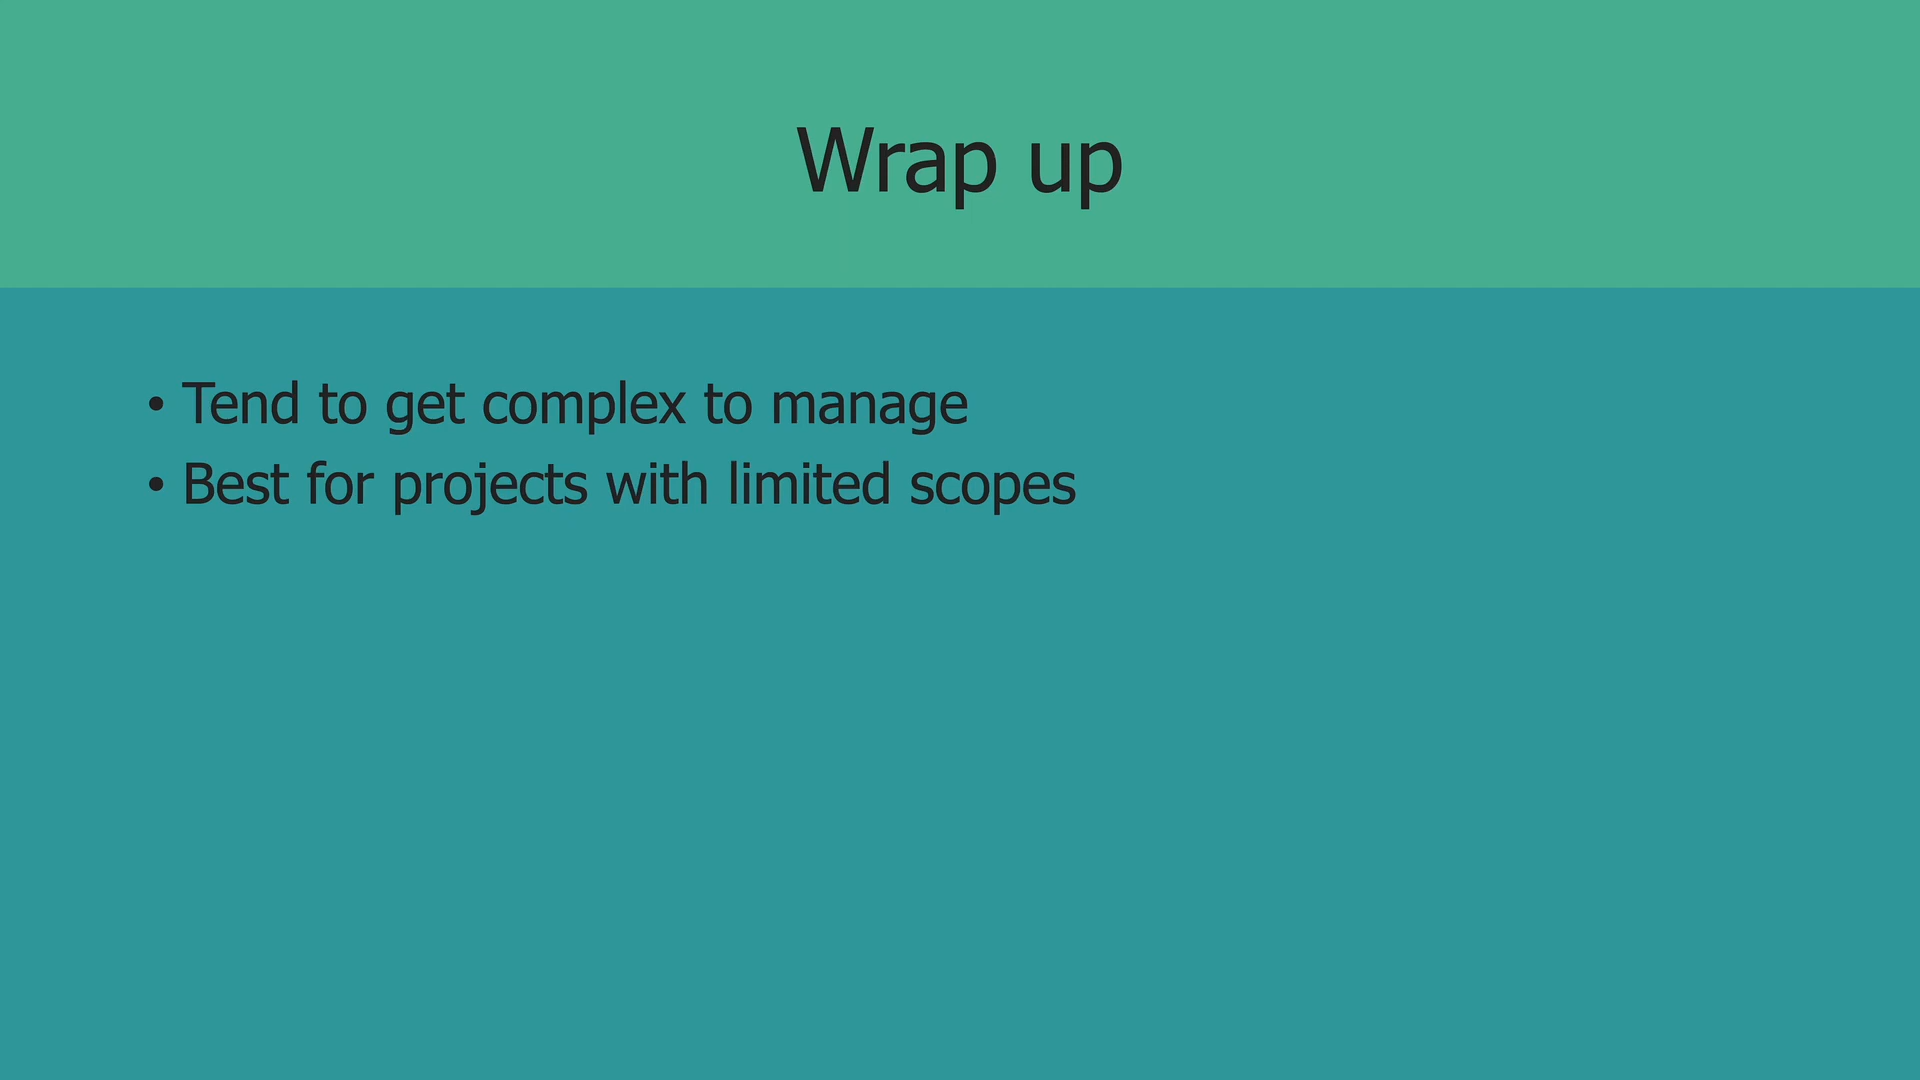 Wrap up
• Tend to get complex to manage
• Best for projects with limited scopes